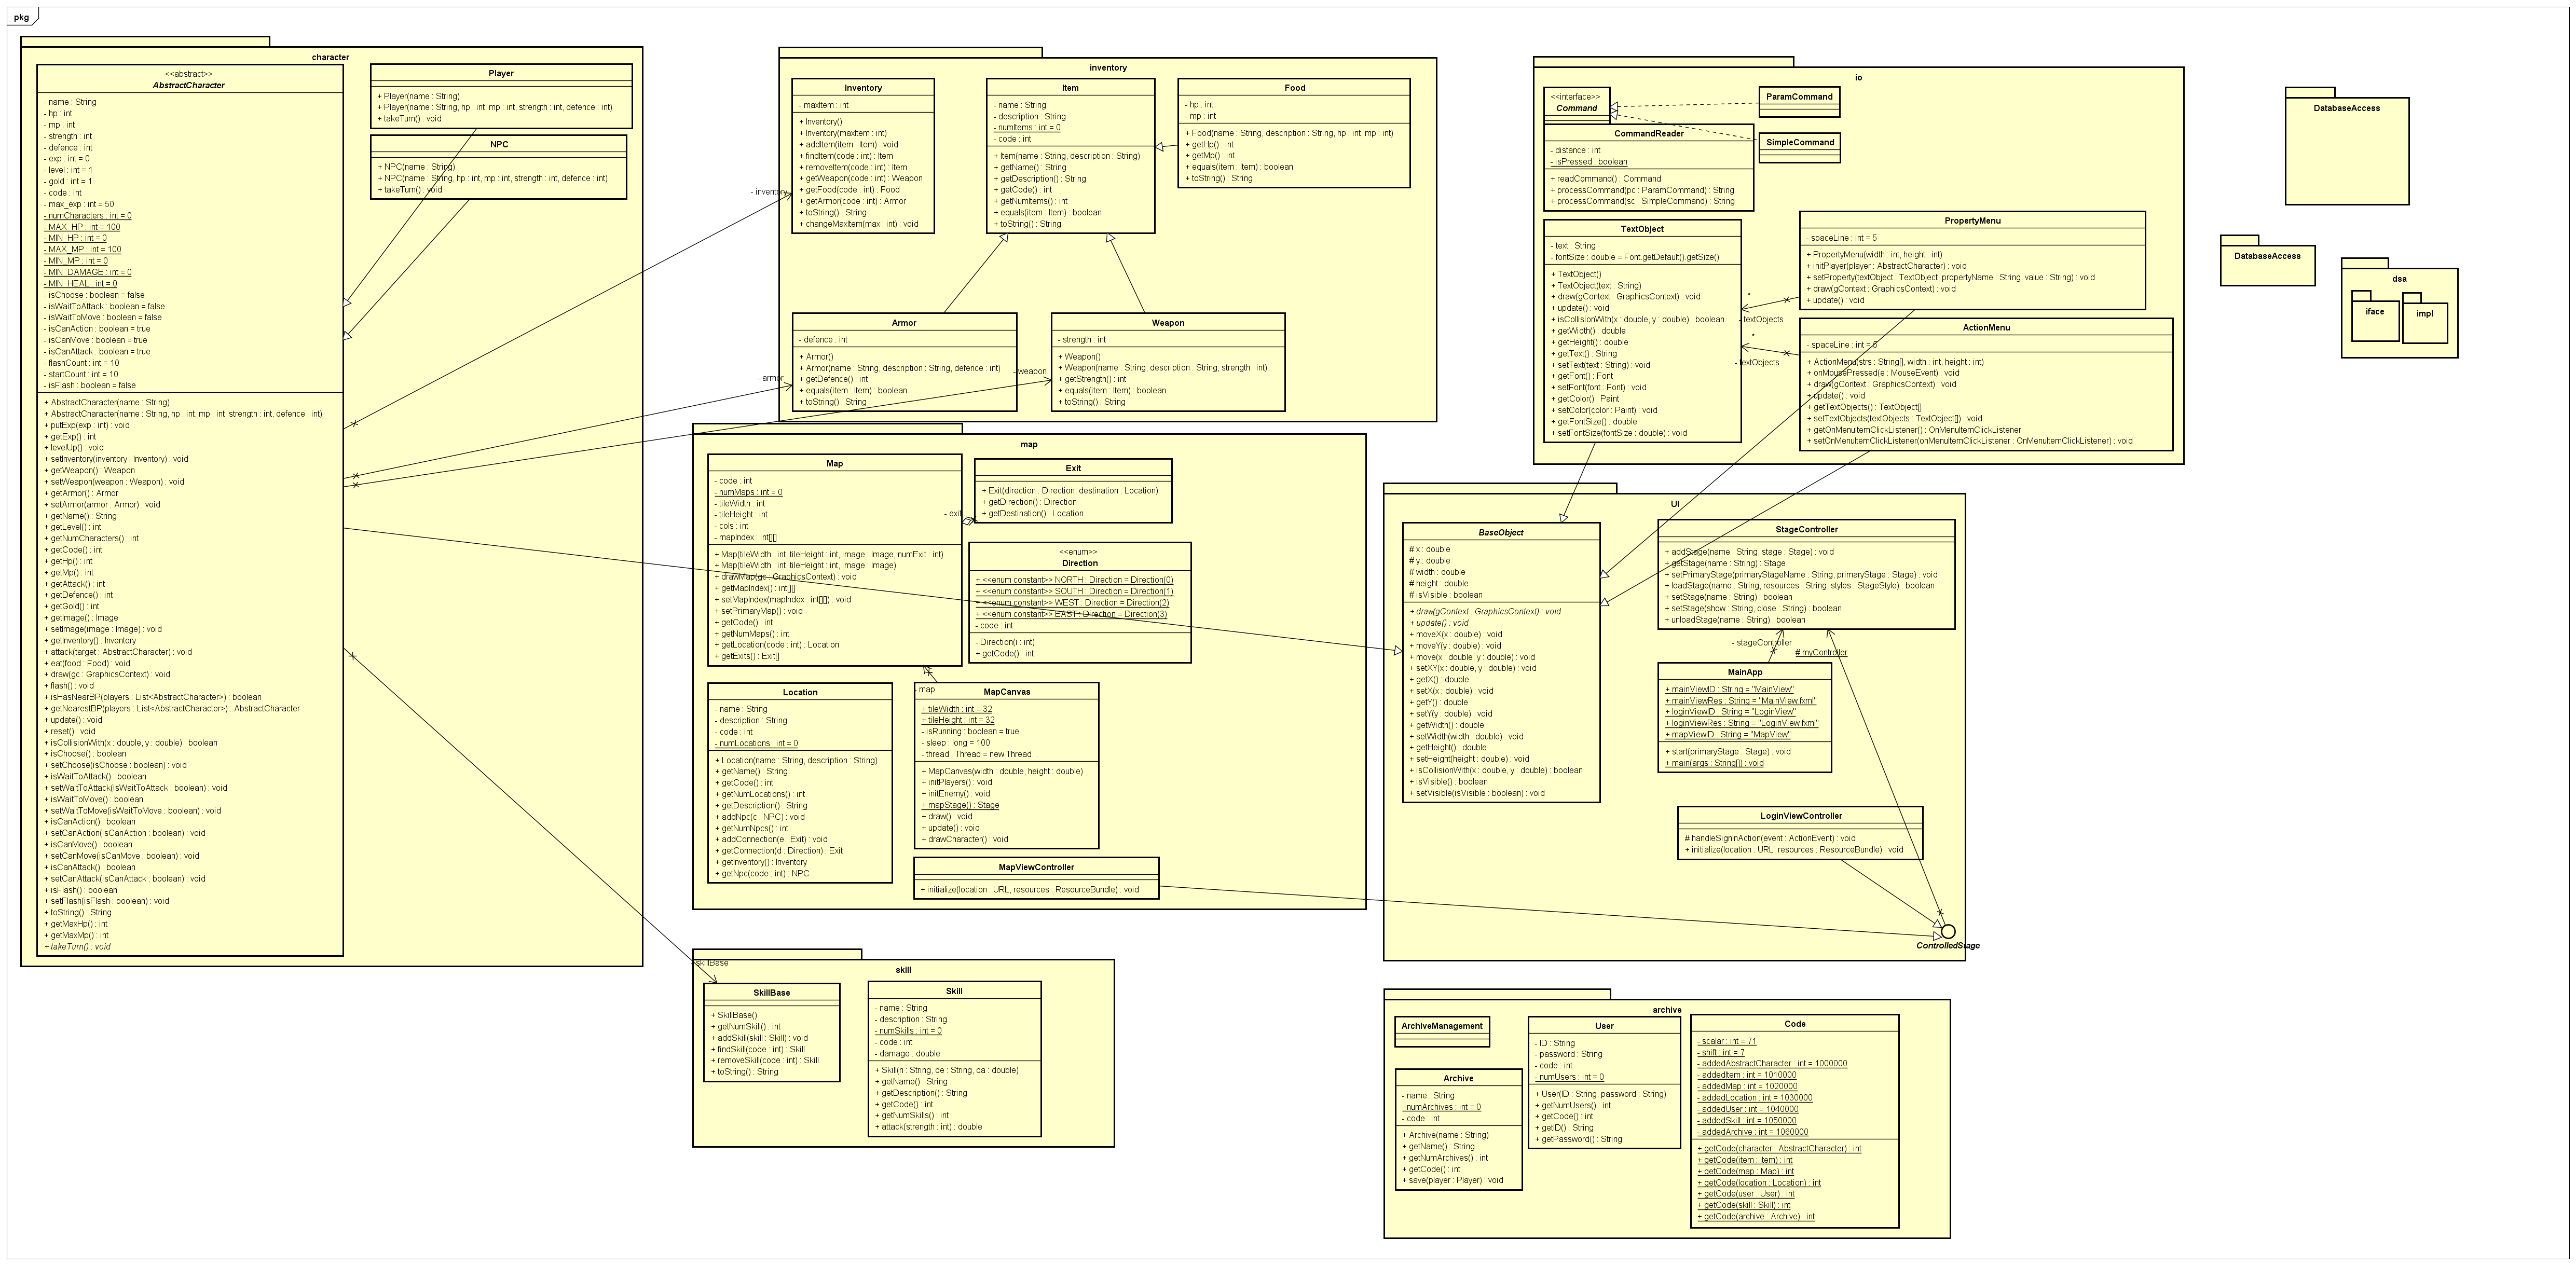 pkg
character
<<abstract>>
AbstractCharacter
- name : String
- hp : int
- mp : int
- strength : int
- defence : int
- exp : int = 0
- level : int = 1
- gold : int = 1
- code : int
- max_exp : int = 50
- numCharacters : int = 0
- MAX_HP : int = 100
- MIN_HP : int = 0
- MAX_MP : int = 100
- MIN_MP : int = 0
- MIN_DAMAGE : int = 0
- MIN_HEAL : int = 0
- isChoose : boolean = false
- isWaitToAttack : boolean = false
- isWaitToMove : boolean = false
- isCanAction : boolean = true
- isCanMove : boolean = true
- isCanAttack : boolean = true
- flashCount : int = 10
- startCount : int = 10
- isFlash : boolean = false
+ AbstractCharacter(name : String)
+ AbstractCharacter(name : String, hp : int, mp : int, strength : int, defence : int)
+ putExp(exp : int) : void
+ getExp() : int
+ levelUp() : void
+ setInventory(inventory : Inventory) : void
+ getWeapon() : Weapon
+ setWeapon(weapon : Weapon) : void
+ getArmor() : Armor
+ setArmor(armor : Armor) : void
+ getName() : String
+ getLevel() : int
+ getNumCharacters() : int
+ getCode() : int
+ getHp() : int
+ getMp() : int
+ getAttack() : int
+ getDefence() : int
+ getGold() : int
+ getImage() : Image
+ setImage(image : Image) : void
+ getInventory() : Inventory
+ attack(target : AbstractCharacter) : void
+ eat(food : Food) : void
+ draw(gc : GraphicsContext) : void
+ flash() : void
+ isHasNearBP(players : List<AbstractCharacter>) : boolean
+ getNearestBP(players : List<AbstractCharacter>) : AbstractCharacter
+ update() : void
+ reset() : void
+ isCollisionWith(x : double, y : double) : boolean
+ isChoose() : boolean
+ setChoose(isChoose : boolean) : void
+ isWaitToAttack() : boolean
+ setWaitToAttack(isWaitToAttack : boolean) : void
+ isWaitToMove() : boolean
+ setWaitToMove(isWaitToMove : boolean) : void
+ isCanAction() : boolean
+ setCanAction(isCanAction : boolean) : void
+ isCanMove() : boolean
+ setCanMove(isCanMove : boolean) : void
+ isCanAttack() : boolean
+ setCanAttack(isCanAttack : boolean) : void
+ isFlash() : boolean
+ setFlash(isFlash : boolean) : void
+ toString() : String
+ getMaxHp() : int
+ getMaxMp() : int
+ takeTurn() : void
Player
+ Player(name : String)
+ Player(name : String, hp : int, mp : int, strength : int, defence : int)
+ takeTurn() : void
NPC
+ NPC(name : String)
+ NPC(name : String, hp : int, mp : int, strength : int, defence : int)
+ takeTurn() : void
inventory
- inventory
- armor
- weapon
Inventory
- maxItem : int
+ Inventory()
+ Inventory(maxItem : int)
+ addItem(item : Item) : void
+ findItem(code : int) : Item
+ removeItem(code : int) : Item
+ getWeapon(code : int) : Weapon
+ getFood(code : int) : Food
+ getArmor(code : int) : Armor
+ toString() : String
+ changeMaxItem(max : int) : void
Item
- name : String
- description : String
- numItems : int = 0
- code : int
+ Item(name : String, description : String)
+ getName() : String
+ getDescription() : String
+ getCode() : int
+ getNumItems() : int
+ equals(item : Item) : boolean
+ toString() : String
Food
- hp : int
- mp : int
+ Food(name : String, description : String, hp : int, mp : int)
+ getHp() : int
+ getMp() : int
+ equals(item : Item) : boolean
+ toString() : String
Armor
- defence : int
+ Armor()
+ Armor(name : String, description : String, defence : int)
+ getDefence() : int
+ equals(item : Item) : boolean
+ toString() : String
Weapon
- strength : int
+ Weapon()
+ Weapon(name : String, description : String, strength : int)
+ getStrength() : int
+ equals(item : Item) : boolean
+ toString() : String
map
Map
- code : int
- numMaps : int = 0
- tileWidth : int
- tileHeight : int
- cols : int
- mapIndex : int[][]
+ Map(tileWidth : int, tileHeight : int, image : Image, numExit : int)
+ Map(tileWidth : int, tileHeight : int, image : Image)
+ drawMap(gc : GraphicsContext) : void
+ getMapIndex() : int[][]
+ setMapIndex(mapIndex : int[][]) : void
+ setPrimaryMap() : void
+ getCode() : int
+ getNumMaps() : int
+ getLocation(code : int) : Location
+ getExits() : Exit[]
- exit
Exit
+ Exit(direction : Direction, destination : Location)
+ getDirection() : Direction
+ getDestination() : Location
<<enum>>
Direction
+ <<enum constant>> NORTH : Direction = Direction(0)
+ <<enum constant>> SOUTH : Direction = Direction(1)
+ <<enum constant>> WEST : Direction = Direction(2)
+ <<enum constant>> EAST : Direction = Direction(3)
- code : int
- Direction(i : int)
+ getCode() : int
Location
- name : String
- description : String
- code : int
- numLocations : int = 0
+ Location(name : String, description : String)
+ getName() : String
+ getCode() : int
+ getNumLocations() : int
+ getDescription() : String
+ addNpc(c : NPC) : void
+ getNumNpcs() : int
+ addConnection(e : Exit) : void
+ getConnection(d : Direction) : Exit
+ getInventory() : Inventory
+ getNpc(code : int) : NPC
- map
MapCanvas
+ tileWidth : int = 32
+ tileHeight : int = 32
- isRunning : boolean = true
- sleep : long = 100
- thread : Thread = new Thread...
+ MapCanvas(width : double, height : double)
+ initPlayers() : void
+ initEnemy() : void
+ mapStage() : Stage
+ draw() : void
+ update() : void
+ drawCharacter() : void
MapViewController
+ initialize(location : URL, resources : ResourceBundle) : void
skill
- skillBase
SkillBase
+ SkillBase()
+ getNumSkill() : int
+ addSkill(skill : Skill) : void
+ findSkill(code : int) : Skill
+ removeSkill(code : int) : Skill
+ toString() : String
Skill
- name : String
- description : String
- numSkills : int = 0
- code : int
- damage : double
+ Skill(n : String, de : String, da : double)
+ getName() : String
+ getDescription() : String
+ getCode() : int
+ getNumSkills() : int
+ attack(strength : int) : double
io
<<interface>>
Command
ParamCommand
SimpleCommand
CommandReader
- distance : int
- isPressed : boolean
+ readCommand() : Command
+ processCommand(pc : ParamCommand) : String
+ processCommand(sc : SimpleCommand) : String
TextObject
- text : String
- fontSize : double = Font.getDefault().getSize()
+ TextObject()
+ TextObject(text : String)
+ draw(gContext : GraphicsContext) : void
+ update() : void
+ isCollisionWith(x : double, y : double) : boolean
+ getWidth() : double
+ getHeight() : double
+ getText() : String
+ setText(text : String) : void
+ getFont() : Font
+ setFont(font : Font) : void
+ getColor() : Paint
+ setColor(color : Paint) : void
+ getFontSize() : double
+ setFontSize(fontSize : double) : void
*
- textObjects
*
- textObjects
PropertyMenu
- spaceLine : int = 5
+ PropertyMenu(width : int, height : int)
+ initPlayer(player : AbstractCharacter) : void
+ setProperty(textObject : TextObject, propertyName : String, value : String) : void
+ draw(gContext : GraphicsContext) : void
+ update() : void
ActionMenu
- spaceLine : int = 5
+ ActionMenu(strs : String[], width : int, height : int)
+ onMousePressed(e : MouseEvent) : void
+ draw(gContext : GraphicsContext) : void
+ update() : void
+ getTextObjects() : TextObject[]
+ setTextObjects(textObjects : TextObject[]) : void
+ getOnMenuItemClickListener() : OnMenuItemClickListener
+ setOnMenuItemClickListener(onMenuItemClickListener : OnMenuItemClickListener) : void
UI
BaseObject
# x : double
# y : double
# width : double
# height : double
# isVisible : boolean
+ draw(gContext : GraphicsContext) : void
+ update() : void
+ moveX(x : double) : void
+ moveY(y : double) : void
+ move(x : double, y : double) : void
+ setXY(x : double, y : double) : void
+ getX() : double
+ setX(x : double) : void
+ getY() : double
+ setY(y : double) : void
+ getWidth() : double
+ setWidth(width : double) : void
+ getHeight() : double
+ setHeight(height : double) : void
+ isCollisionWith(x : double, y : double) : boolean
+ isVisible() : boolean
+ setVisible(isVisible : boolean) : void
StageController
+ addStage(name : String, stage : Stage) : void
+ getStage(name : String) : Stage
+ setPrimaryStage(primaryStageName : String, primaryStage : Stage) : void
+ loadStage(name : String, resources : String, styles : StageStyle) : boolean
+ setStage(name : String) : boolean
+ setStage(show : String, close : String) : boolean
+ unloadStage(name : String) : boolean
- stageController
# myController
MainApp
+ mainViewID : String = "MainView"
+ mainViewRes : String = "MainView.fxml"
+ loginViewID : String = "LoginView"
+ loginViewRes : String = "LoginView.fxml"
+ mapViewID : String = "MapView"
+ start(primaryStage : Stage) : void
+ main(args : String[]) : void
LoginViewController
# handleSignInAction(event : ActionEvent) : void
+ initialize(location : URL, resources : ResourceBundle) : void
ControlledStage
archive
ArchiveManagement
Archive
- name : String
- numArchives : int = 0
- code : int
+ Archive(name : String)
+ getName() : String
+ getNumArchives() : int
+ getCode() : int
+ save(player : Player) : void
User
- ID : String
- password : String
- code : int
- numUsers : int = 0
+ User(ID : String, password : String)
+ getNumUsers() : int
+ getCode() : int
+ getID() : String
+ getPassword() : String
Code
- scalar : int = 71
- shift : int = 7
- addedAbstractCharacter : int = 1000000
- addedItem : int = 1010000
- addedMap : int = 1020000
- addedLocation : int = 1030000
- addedUser : int = 1040000
- addedSkill : int = 1050000
- addedArchive : int = 1060000
+ getCode(character : AbstractCharacter) : int
+ getCode(item : Item) : int
+ getCode(map : Map) : int
+ getCode(location : Location) : int
+ getCode(user : User) : int
+ getCode(skill : Skill) : int
+ getCode(archive : Archive) : int
DatabaseAccess
DatabaseAccess
dsa
iface
impl